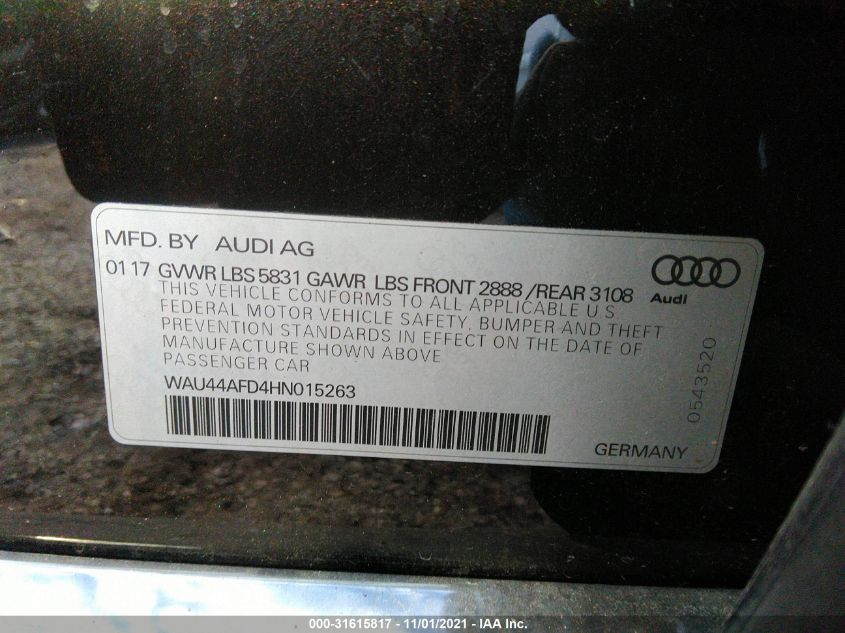 MFD. BY AUDI AG
01 17 GVWR LBS 5831 GAWR LBS FRONT 2888 /REAR 3108
Audi
THIS VEHICLE CONFORMS TO ALL APPLICABLE U S
FEDERAL MOTOR VEHICLE SAFETY, BUMPER AND THEFT
PREVENTION STANDARDS IN EFFECT ON THE DATE OF
MANUFACTURE SHOWN ABOVE
PASSENGER CAR
WAU44AFD4HN015263
0543520
GERMANY
000-31615817 - 11/01/2021 - IAA Inc.